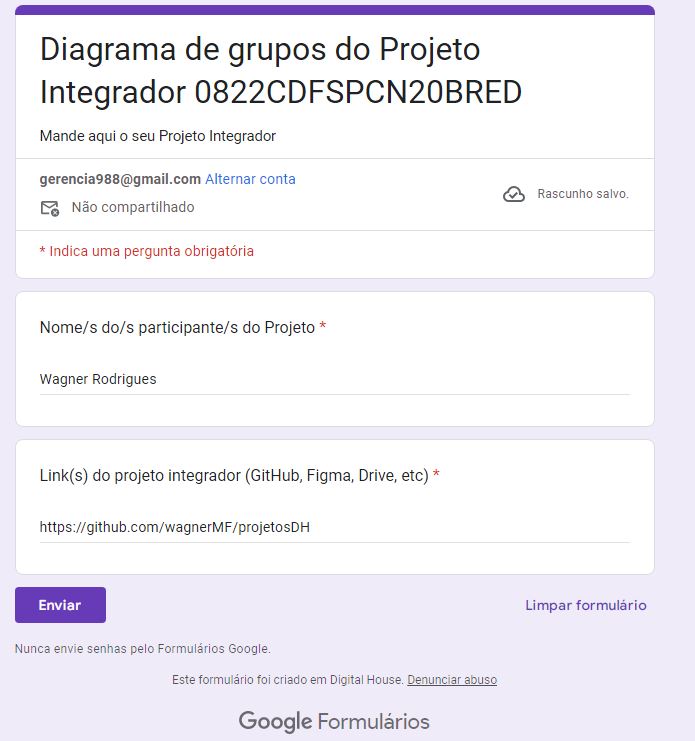 Diagrama de grupos do Projeto
Integrador 0822CDFSPCN20BRED
Mande aqui o seu Projeto Integrador
gerencia988@gmail.com Alternar conta
Rascunho salvo.
Não compartilhado
* Indica uma pergunta obrigatória
Nome/s do/s participante/s do Projeto *
Wagner Rodrigues
Link(s) do projeto integrador (GitHub, Figma, Drive, etc) *
https://github.com/wagnerMF/projetosDH
Enviar
Limpar formulário
Nunca envie senhas pelo Formulários Google.
Este formulário foi criado em Digital House. Denunciar abuso
Google Formulários